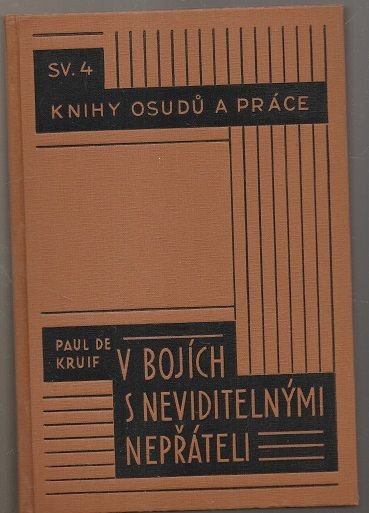 SV. 4
KNIHY OSUDŮ A PRÁCE
PAUL DE
KRUIF
V BOJÍCH
S NEVIDITELNÝMI
NEPŘÁTELI